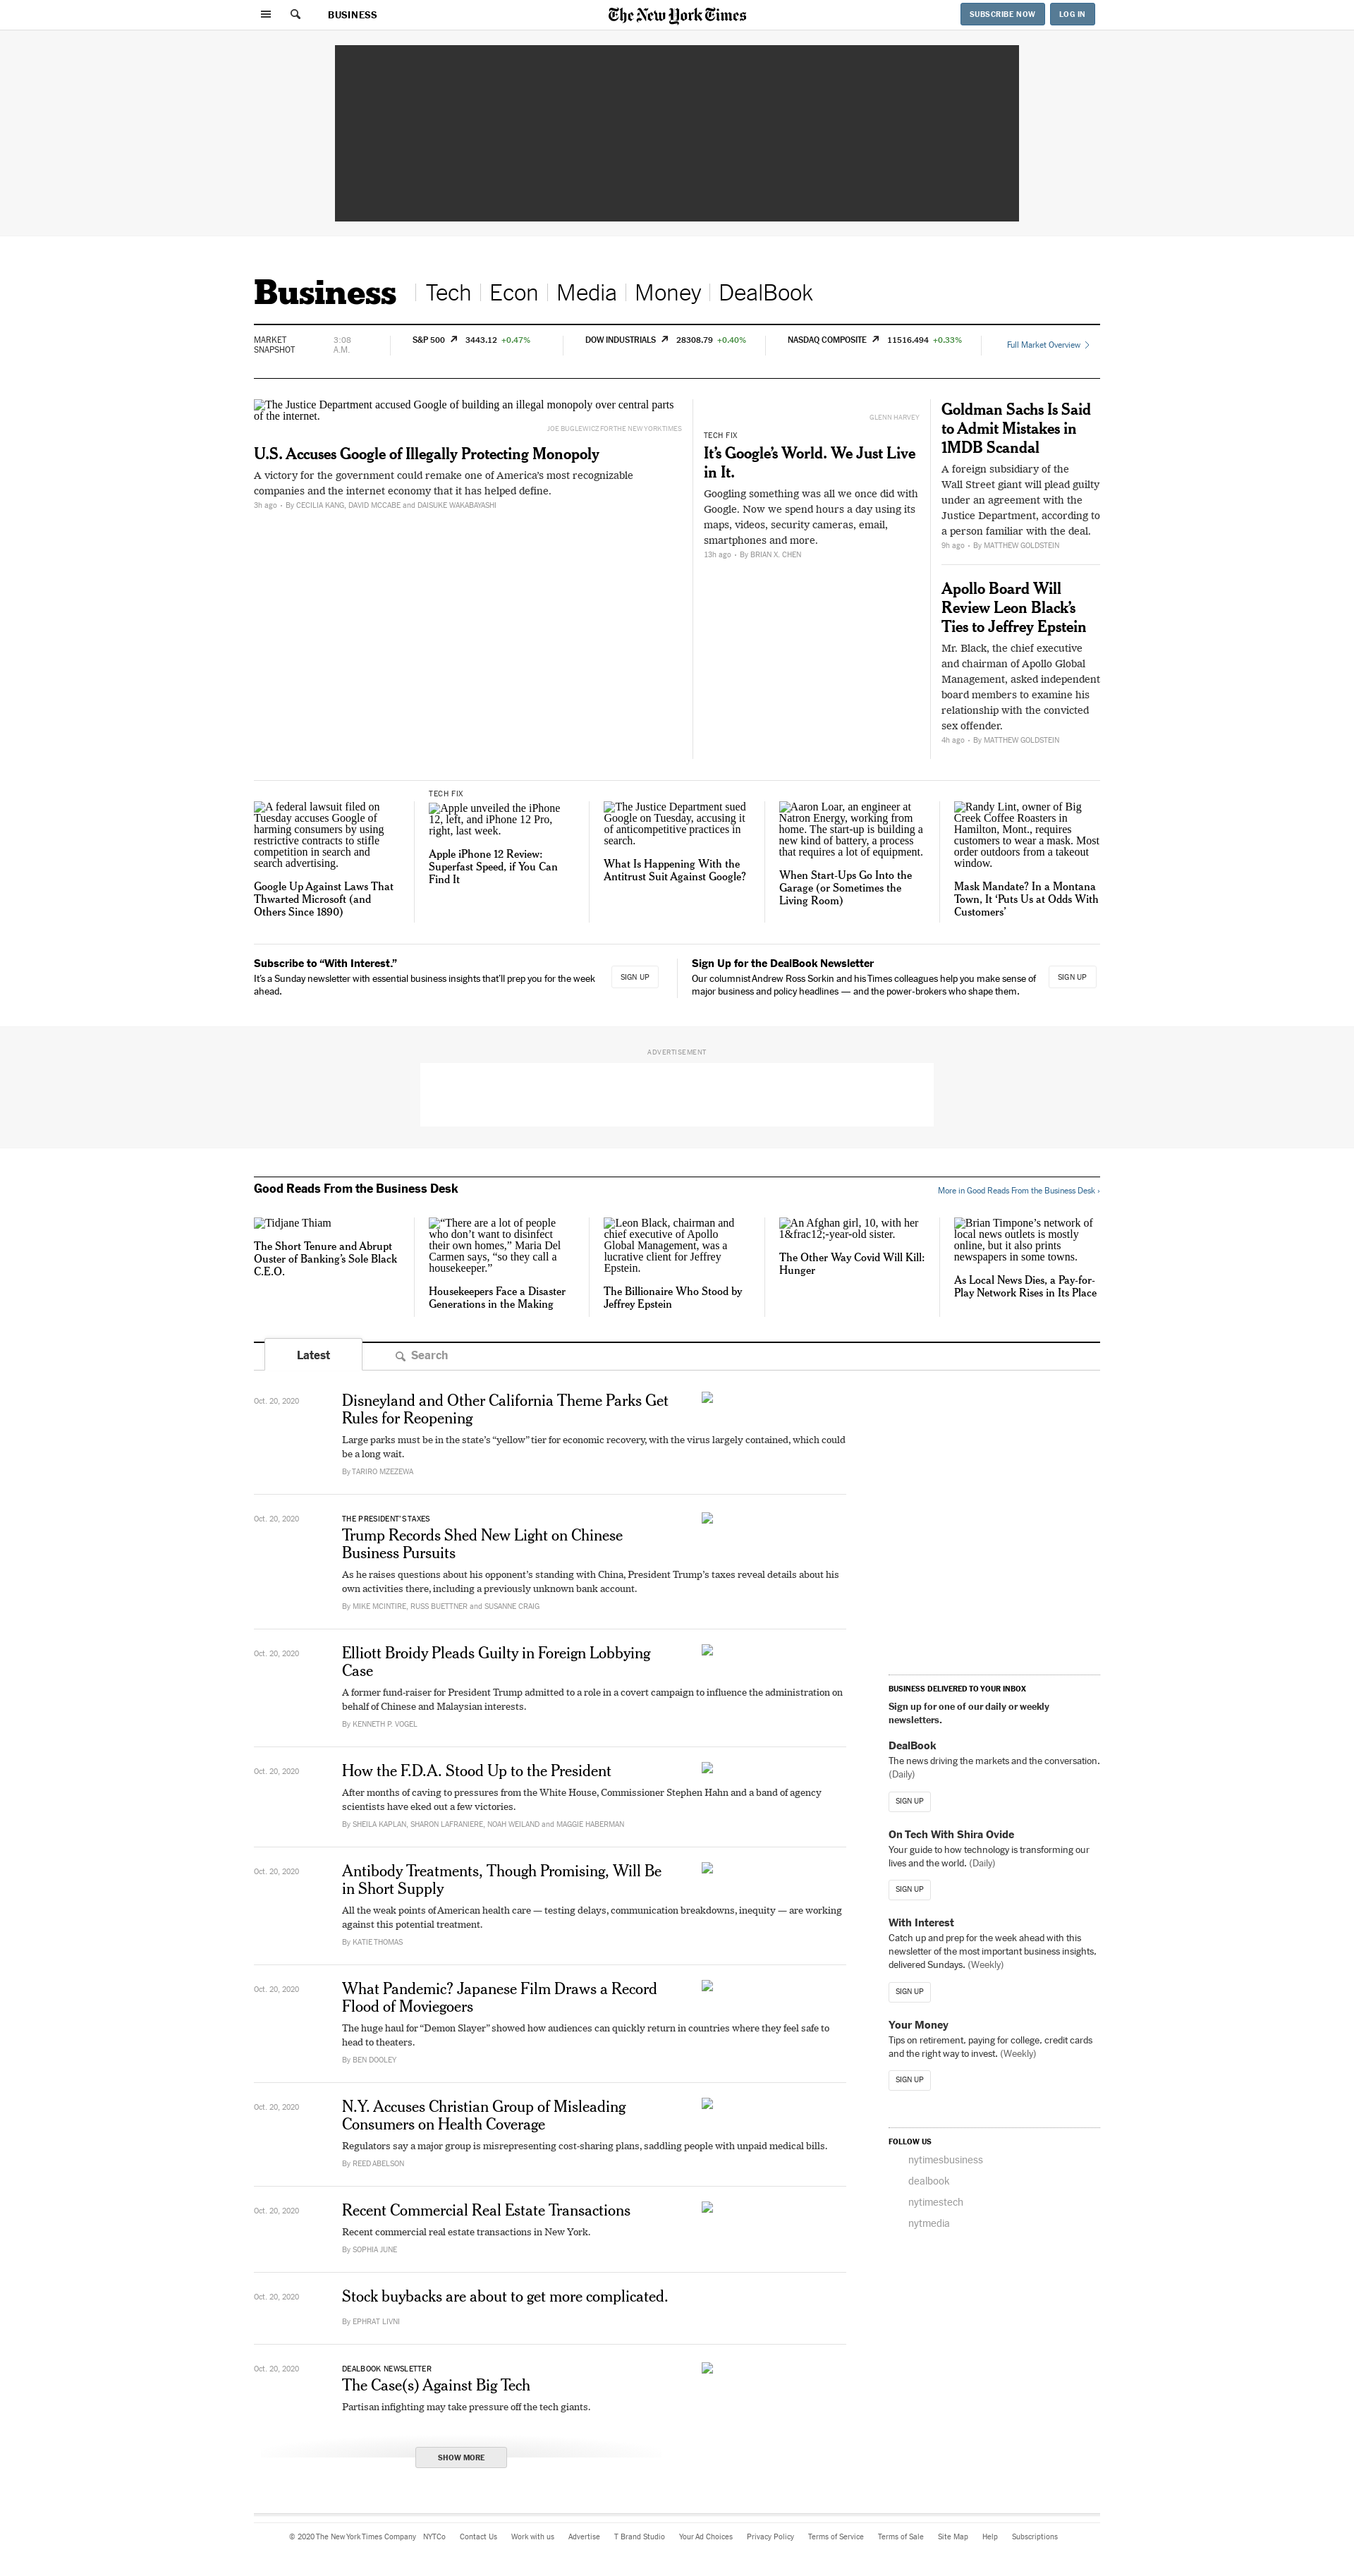 BUSINESS
The New York Times
SUBSCRIBE NOW
LOG IN
Business
Tech
Econ
Media
Money
DealBook
MARKET
SNAPSHOT
3:08
A.M.
S&P 500 3443.12 +0.47%
DOW INDUSTRIALS 28308.79 +0.40%
NASDAQ COMPOSITE 11516.494 +0.33%
Full Market Overview
The Justice Department accused Google of building an illegal monopoly over central parts
of the internet.
JOE BUGLEWICZ FOR THE NEW YORK TIMES
U.S. Accuses Google of Illegally Protecting Monopoly
A victory for the government could remake one of America's most recognizable
companies and the internet economy that it has helped define.
3h ago • By CECILIA KANG, DAVID MCCABE and DAISUKE WAKABAYASHI
GLENN HARVEY
TECH FIX
It's Google's World. We Just Live
in It.
Googling something was all we once did with
Google. Now we spend hours a day using its
maps, videos, security cameras, email,
smartphones and more.
13h ago • By BRIAN X. CHEN
Goldman Sachs Is Said
to Admit Mistakes in
1MDB Scandal
A foreign subsidiary of the
Wall Street giant will plead guilty
under an agreement with the
Justice Department, according to
a person familiar with the deal.
9h ago • By MATTHEW GOLDSTEIN
Apollo Board Will
Review Leon Black's
Ties to Jeffrey Epstein
Mr. Black, the chief executive
and chairman of Apollo Global
Management, asked independent
board members to examine his
relationship with the convicted
sex offender.
4h ago • By MATTHEW GOLDSTEIN
A federal lawsuit filed on
Tuesday accuses Google of
harming consumers by using
restrictive contracts to stifle
competition in search and
search advertising.
Google Up Against Laws That
Thwarted Microsoft (and
Others Since 1890)
TECH FIX
Apple unveiled the iPhone
12, left, and iPhone 12 Pro,
right, last week.
Apple iPhone 12 Review:
Superfast Speed, if You Can
Find It
The Justice Department sued
Google on Tuesday, accusing it
of anticompetitive practices in
search.
What Is Happening With the
Antitrust Suit Against Google?
Aaron Loar, an engineer at
Natron Energy, working from
home. The start-up is building a
new kind of battery, a process
that requires a lot of equipment.
When Start-Ups Go Into the
Garage (or Sometimes the
Living Room)
Randy Lint, owner of Big
Creek Coffee Roasters in
Hamilton, Mont., requires
customers to wear a mask. Most
order outdoors from a takeout
window.
Mask Mandate? In a Montana
Town, It 'Puts Us at Odds With
Customers'
Subscribe to "With Interest."
It's a Sunday newsletter with essential business insights that'll prep you for the week
ahead.
SIGN UP
Sign Up for the DealBook Newsletter
Our columnist Andrew Ross Sorkin and his Times colleagues help you make sense of
major business and policy headlines — and the power-brokers who shape them.
SIGN UP
ADVERTISEMENT
Good Reads From the Business Desk
More in Good Reads From the Business Desk ›
Tidjane Thiam
The Short Tenure and Abrupt
Ouster of Banking's Sole Black
C.E.O.
"There are a lot of people
who don't want to disinfect
their own homes," Maria Del
Carmen says, "so they call a
housekeeper."
Housekeepers Face a Disaster
Generations in the Making
Leon Black, chairman and
chief executive of Apollo
Global Management, was a
lucrative client for Jeffrey
Epstein.
The Billionaire Who Stood by
Jeffrey Epstein
An Afghan girl, 10, with her
1&frac12;-year-old sister.
The Other Way Covid Will Kill:
Hunger
Brian Timpone's network of
local news outlets is mostly
online, but it also prints
newspapers in some towns.
As Local News Dies, a Pay-for-
Play Network Rises in Its Place
Latest
Search
Oct. 20, 2020
Disneyland and Other California Theme Parks Get
Rules for Reopening
Large parks must be in the state's "yellow" tier for economic recovery, with the virus largely contained, which could
be a long wait.
By TARIRO MZEZEWA
Oct. 20, 2020
THE PRESIDENT'S TAXES
Trump Records Shed New Light on Chinese
Business Pursuits
As he raises questions about his opponent's standing with China, President Trump's taxes reveal details about his
own activities there, including a previously unknown bank account.
By MIKE MCINTIRE, RUSS BUETTNER and SUSANNE CRAIG
Oct. 20, 2020
Elliott Broidy Pleads Guilty in Foreign Lobbying
Case
A former fund-raiser for President Trump admitted to a role in a covert campaign to influence the administration on
behalf of Chinese and Malaysian interests.
By KENNETH P. VOGEL
Oct. 20, 2020
How the F.D.A. Stood Up to the President
After months of caving to pressures from the White House, Commissioner Stephen Hahn and a band of agency
scientists have eked out a few victories.
By SHEILA KAPLAN, SHARON LAFRANIERE, NOAH WEILAND and MAGGIE HABERMAN
Oct. 20, 2020
Antibody Treatments, Though Promising, Will Be
in Short Supply
All the weak points of American health care — testing delays, communication breakdowns, inequity — are working
against this potential treatment.
By KATIE THOMAS
Oct. 20, 2020
What Pandemic? Japanese Film Draws a Record
Flood of Moviegoers
The huge haul for "Demon Slayer" showed how audiences can quickly return in countries where they feel safe to
head to theaters.
By BEN DOOLEY
Oct. 20, 2020
N.Y. Accuses Christian Group of Misleading
Consumers on Health Coverage
Regulators say a major group is misrepresenting cost-sharing plans, saddling people with unpaid medical bills.
By REED ABELSON
Oct. 20, 2020
Recent Commercial Real Estate Transactions
Recent commercial real estate transactions in New York.
By SOPHIA JUNE
Oct. 20, 2020
Stock buybacks are about to get more complicated.
By EPHRAT LIVNI
Oct. 20, 2020
DEALBOOK NEWSLETTER
The Case(s) Against Big Tech
Partisan infighting may take pressure off the tech giants.
SHOW MORE
BUSINESS DELIVERED TO YOUR INBOX
Sign up for one of our daily or weekly
newsletters.
DealBook
The news driving the markets and the conversation.
(Daily)
SIGN UP
On Tech With Shira Ovide
Your guide to how technology is transforming our
lives and the world. (Daily)
SIGN UP
With Interest
Catch up and prep for the week ahead with this
newsletter of the most important business insights,
delivered Sundays. (Weekly)
SIGN UP
Your Money
Tips on retirement, paying for college, credit cards
and the right way to invest. (Weekly)
SIGN UP
FOLLOW US
nytimesbusiness
dealbook
nytimestech
nytmedia
© 2020 The New York Times Company NYTCo Contact Us Work with us Advertise T Brand Studio Your Ad Choices Privacy Policy Terms of Service Terms of Sale Site Map Help Subscriptions